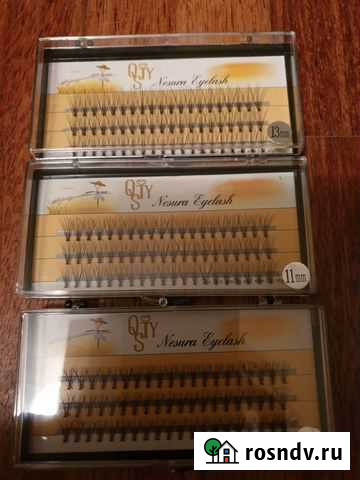 QSTY
Nesura Eyelash
13mm
QSTY
Nesura Eyelash
11mm
QSTY
Nesura Eyelash
rosndv.ru